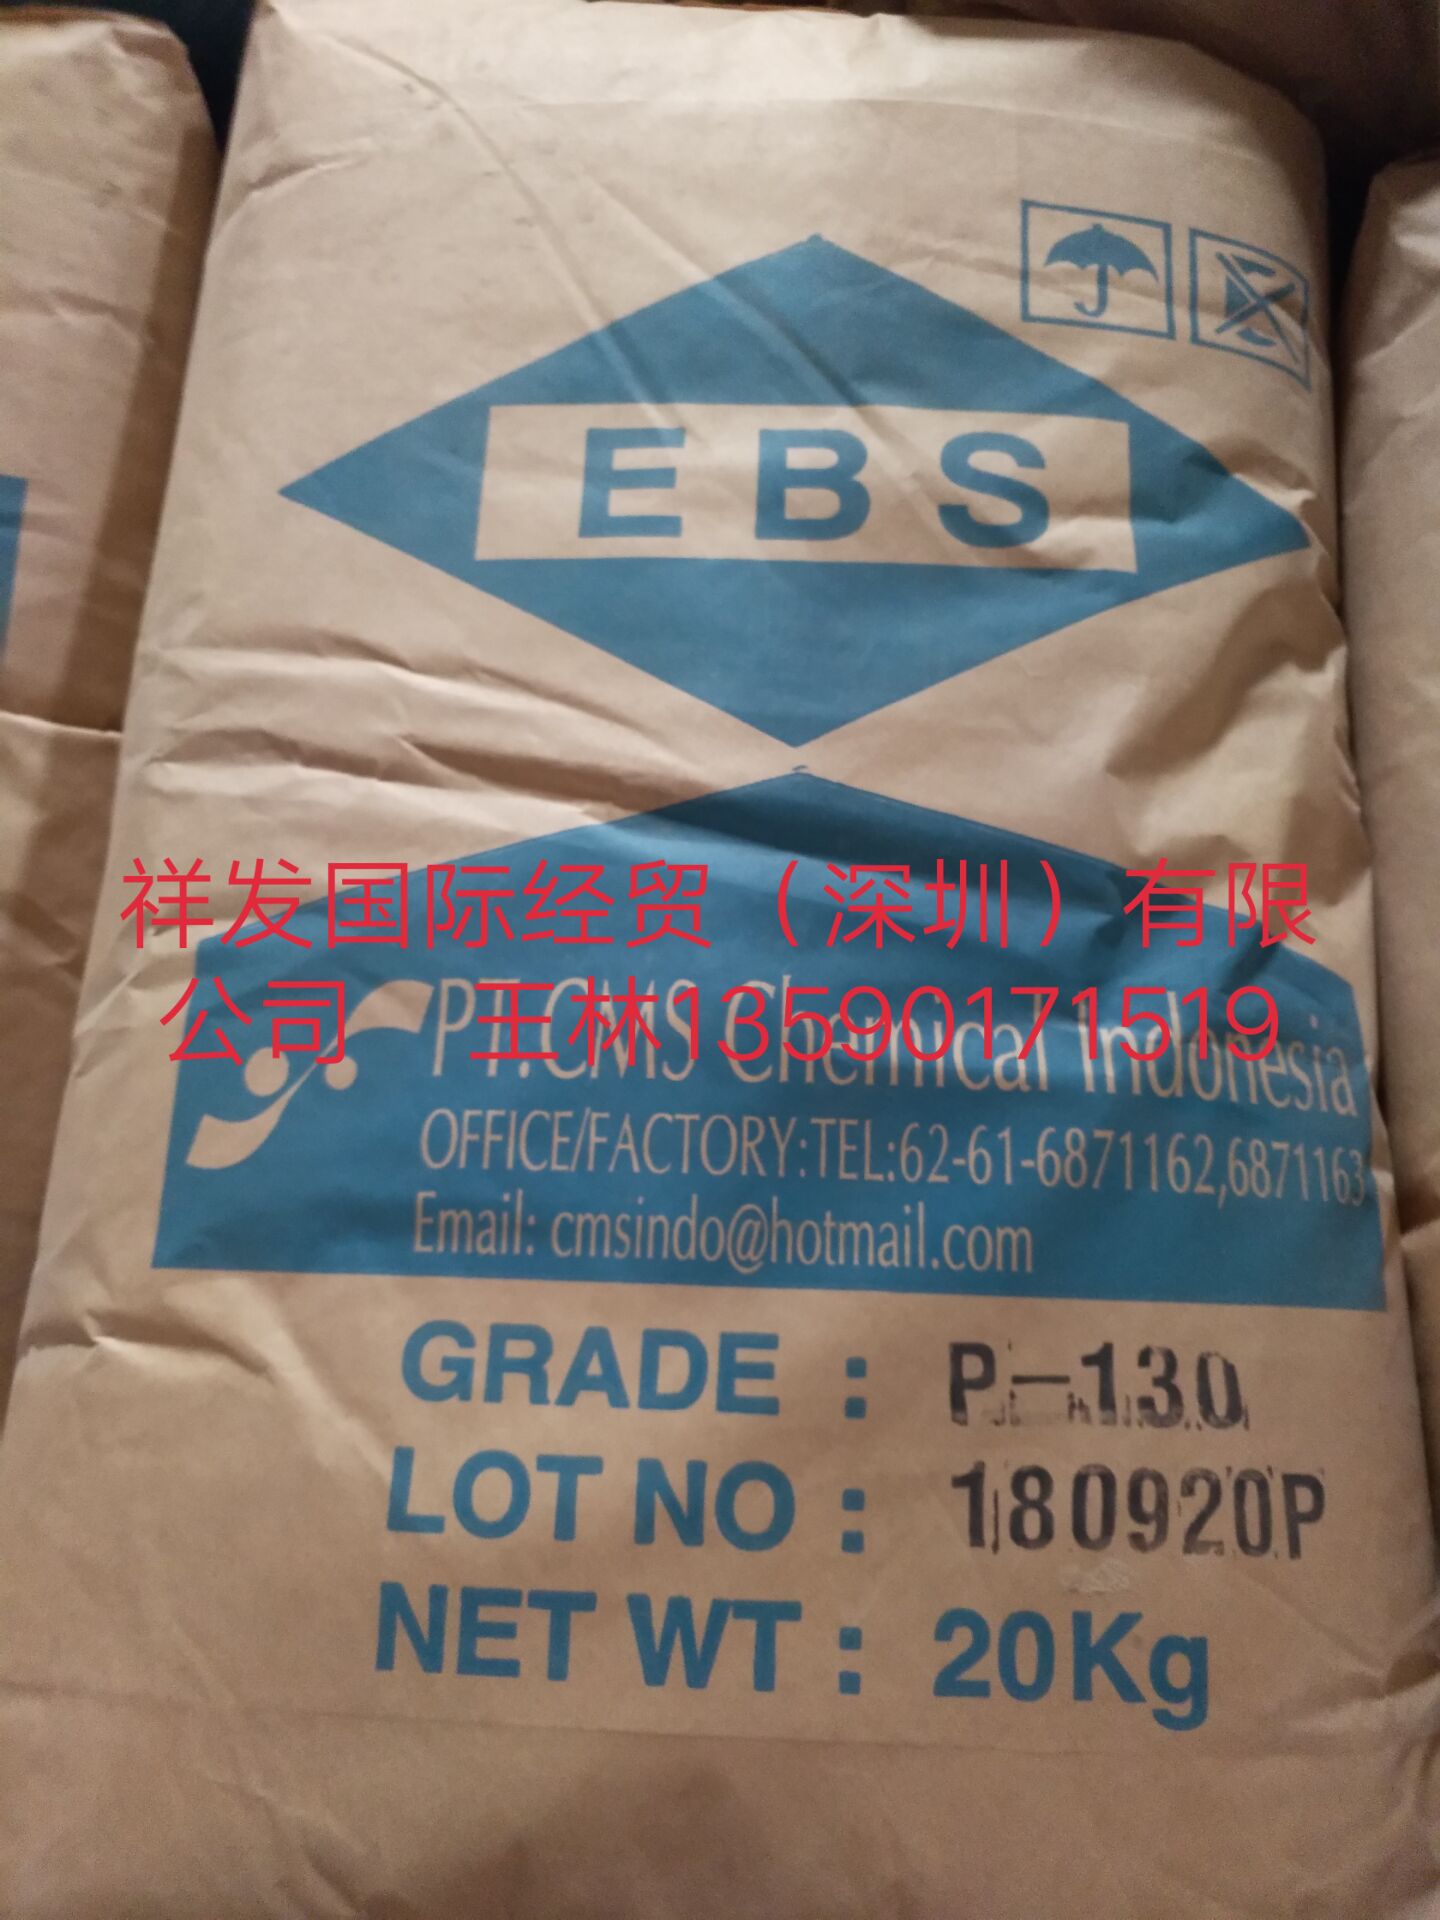 EBS
祥发国际经贸（深圳）有限
公司 王林13590171519
PT.CMS Chemical Indonesia
OFFICE/FACTORY:TEL:62-61-6871162,6871163
Email: cmsindo@hotmail.com
GRADE : P-130
LOT NO : 180920P
NET WT : 20Kg